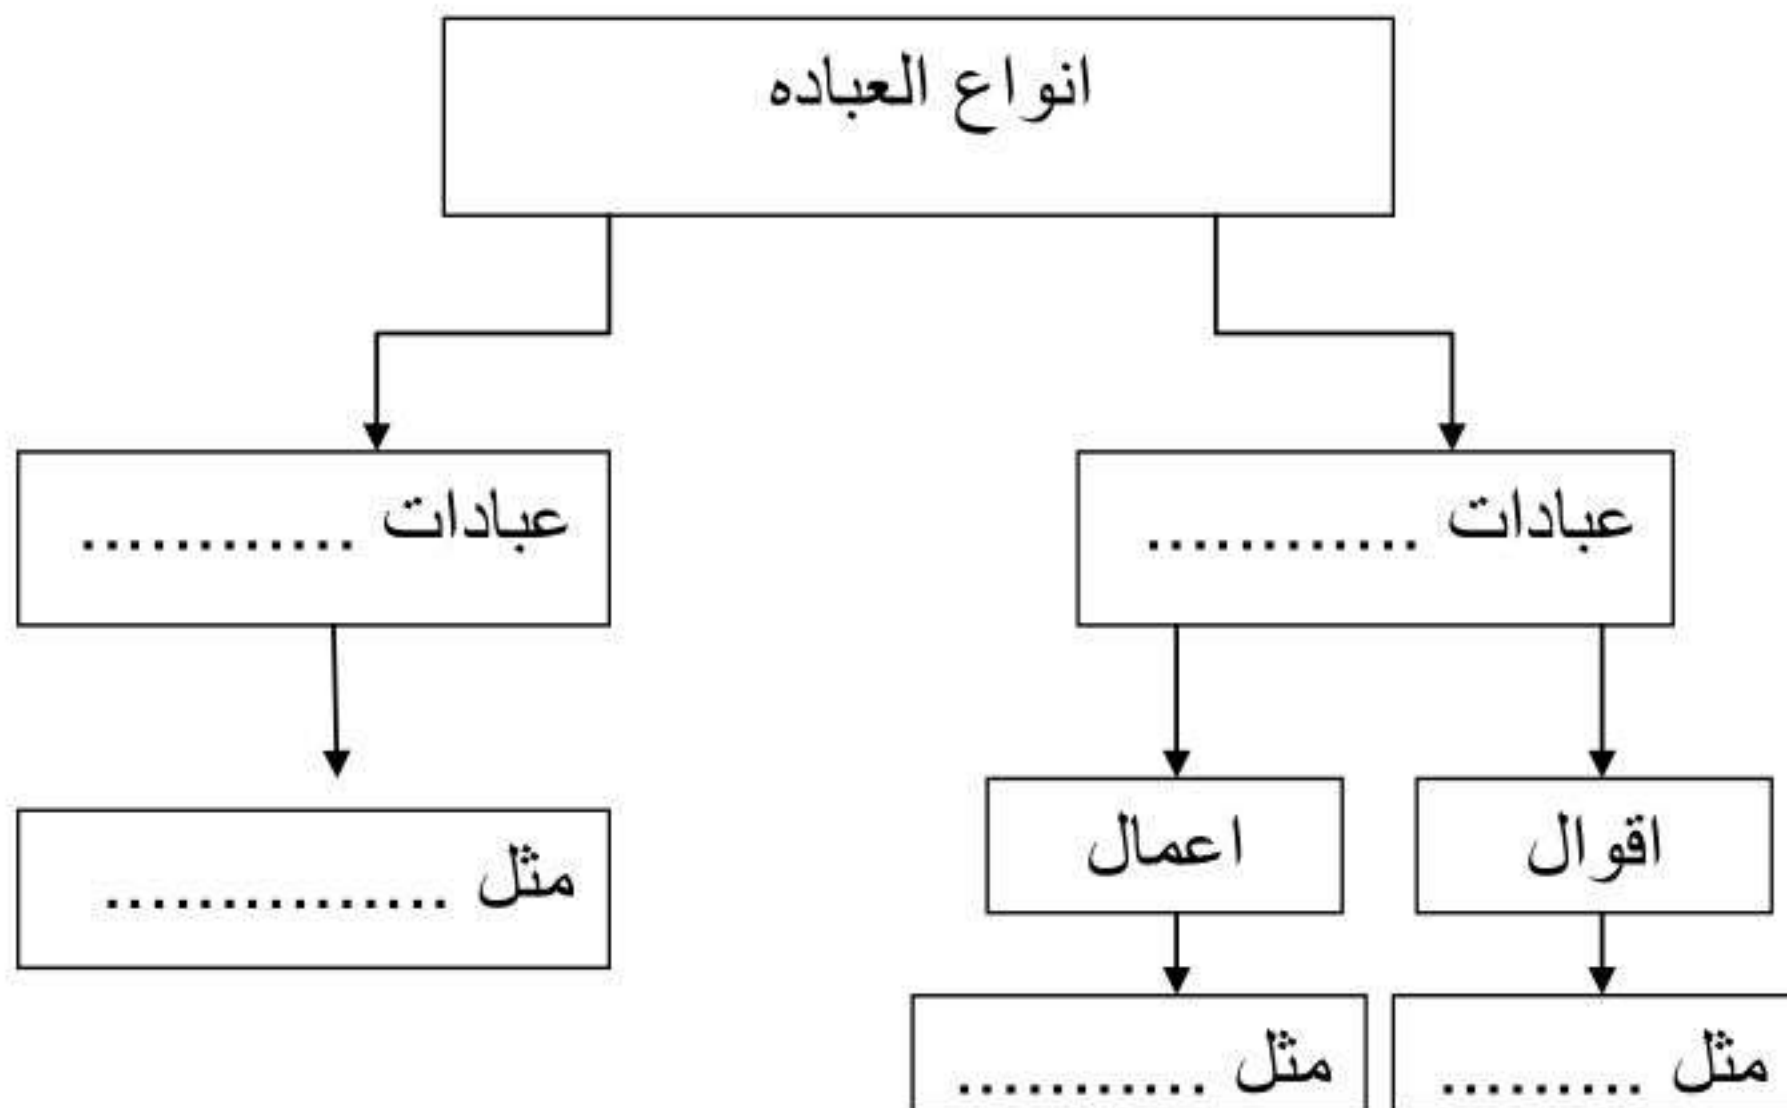 انواع العباده
عبادات ............
عبادات ............
اقوال
اعمال
مثل ...............
مثل .........
مثل ...........